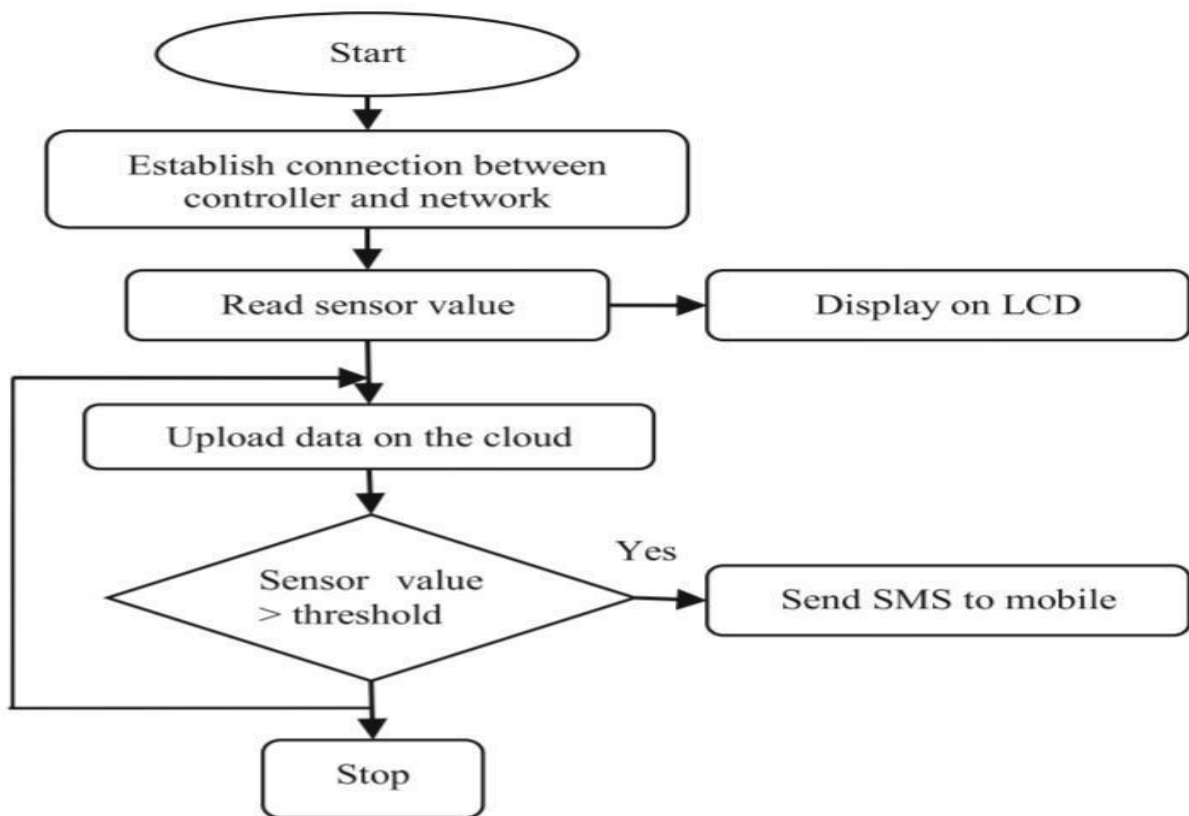 Start
Establish connection between
controller and network
Read sensor value
Display on LCD
Upload data on the cloud
Sensor value
> threshold
Yes
Send SMS to mobile
Stop